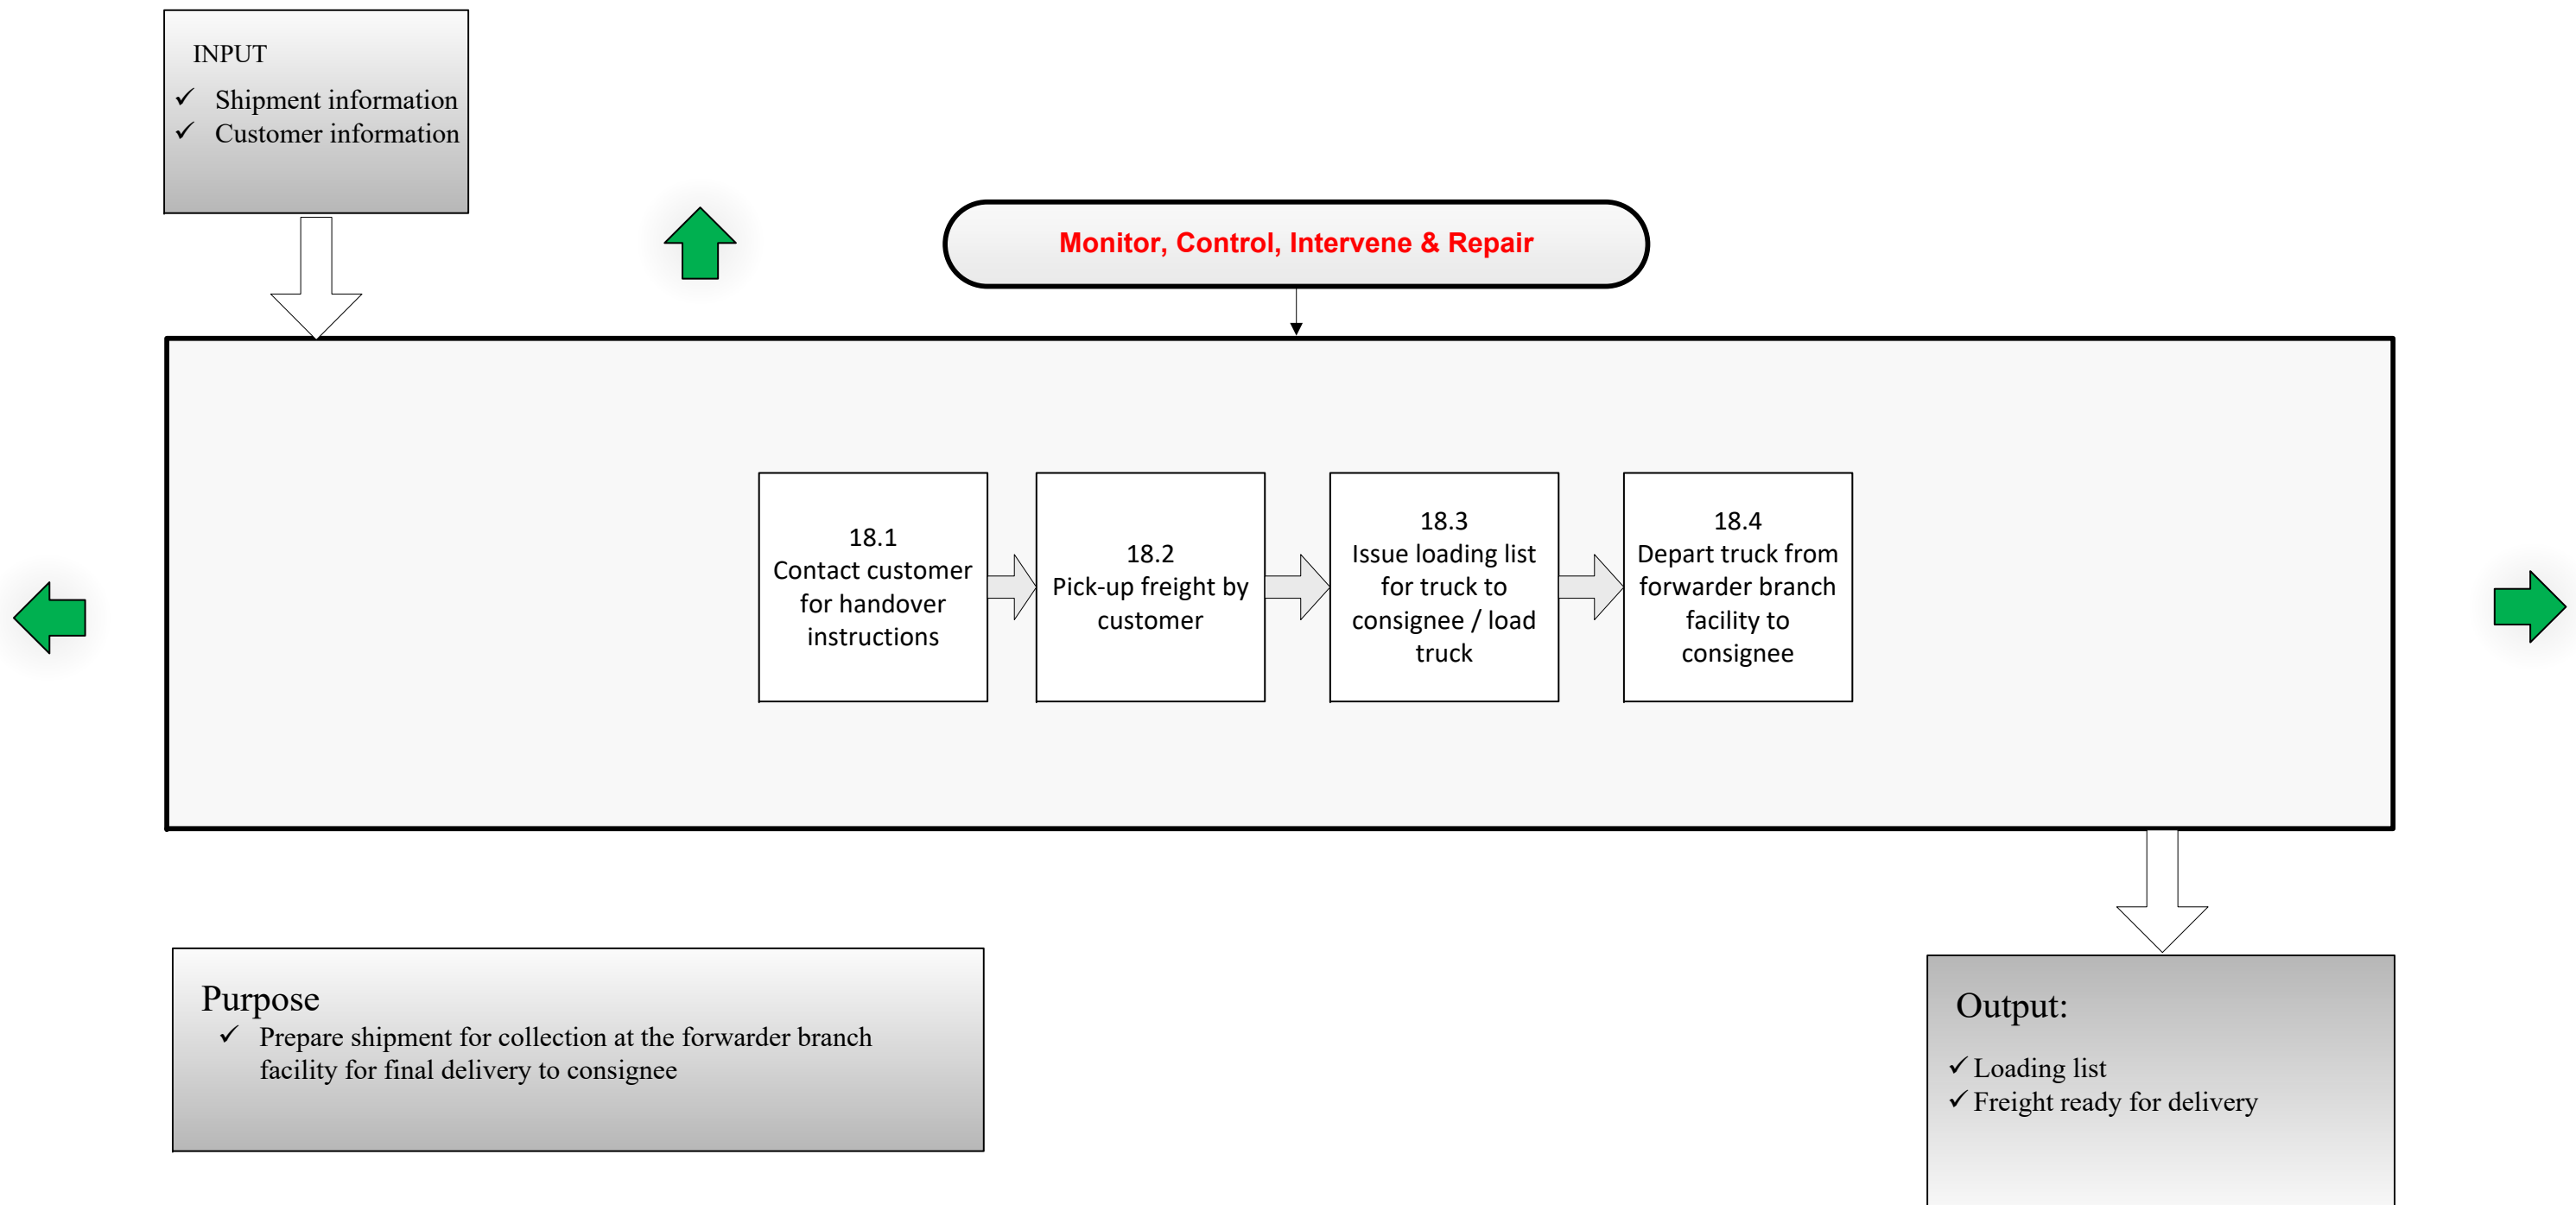 INPUT
✓ Shipment information
✓ Customer information
Monitor, Control, Intervene & Repair
18.1
Contact customer
for handover
instructions
18.2
Pick-up freight by
customer
18.3
Issue loading list
for truck to
consignee / load
truck
18.4
Depart truck from
forwarder branch
facility to
consignee
Purpose
✓ Prepare shipment for collection at the forwarder branch
facility for final delivery to consignee
Output:
✓ Loading list
✓ Freight ready for delivery